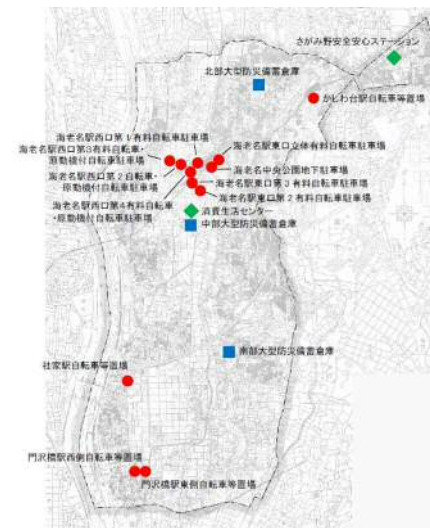 さがみ野安全安心ステーション
北部大型防災備蓄倉庫
かしわ台駅自転車等置場
海老名駅西口第1有料自転車駐車場
海老名駅西口第3有料自転車・
原動機付自転車駐車場
海老名駅西口第2自転車・
原動機付自転車駐車場
海老名駅西口第4有料自転車
・原動機付自転車駐車場
海老名駅東口立体有料自転車駐車場
海老名中央公園地下駐車場
海老名駅東口第3有料自転車駐車場
海老名駅東口第2有料自転車駐車場
消費生活センター
中部大型防災備蓄倉庫
南部大型防災備蓄倉庫
社家駅自転車等置場
門沢橋駅西側自転車等置場
門沢橋駅東側自転車等置場